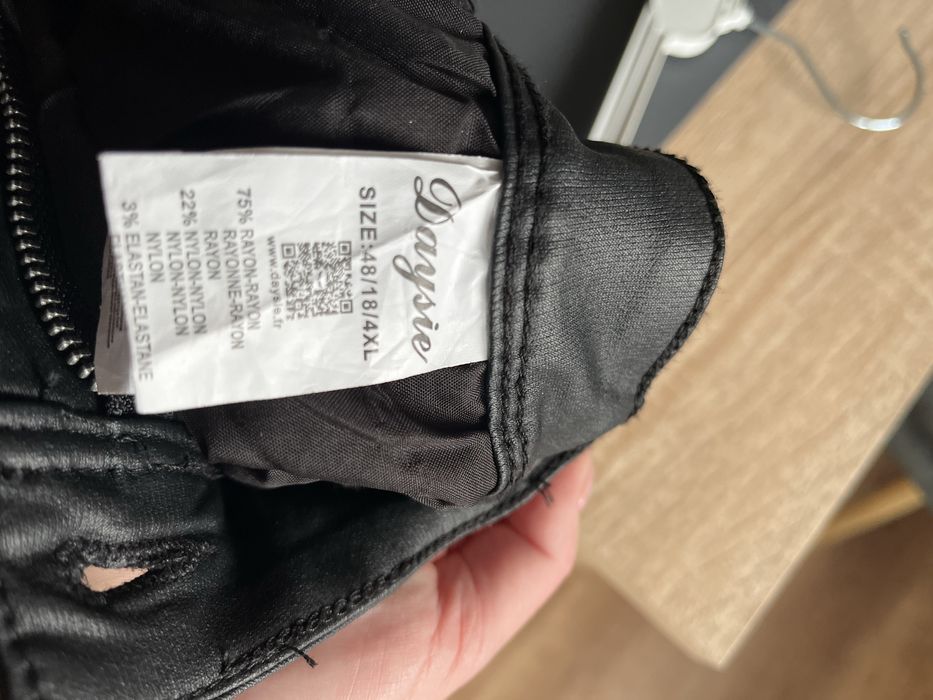 Daysie
SIZE:48/18/4XL
www.daysie.fr
75% RAYON-RAYON
RAYONNE-RAYON
RAYON
22% NYLON-NYLON
NYLON-NYLON
NYLON
3% ELASTAN-ELASTANE